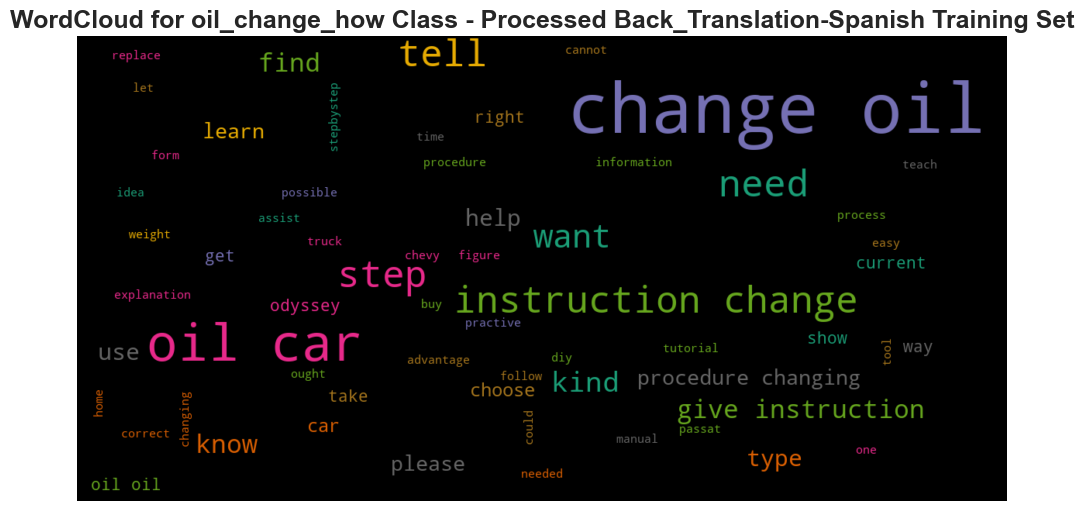 WordCloud for oil_change_how Class - Processed Back_Translation-Spanish Training Set
replace
find
tell
cannot
let
stepbystep
change oil
learn
right
time
form
procedure
information
teach
idea
possible
need
assist
help
process
weight
want
truck
easy
get
chevy
figure
current
step
explanation
odyssey
buy
instruction change
practive
oil car
use
show
tool
way
advantage
diy
tutorial
ought
follow
kind
procedure changing
home
take
choose
give instruction
changing
car
could
passat
correct
know
manual
one
please
type
needed
oil oil